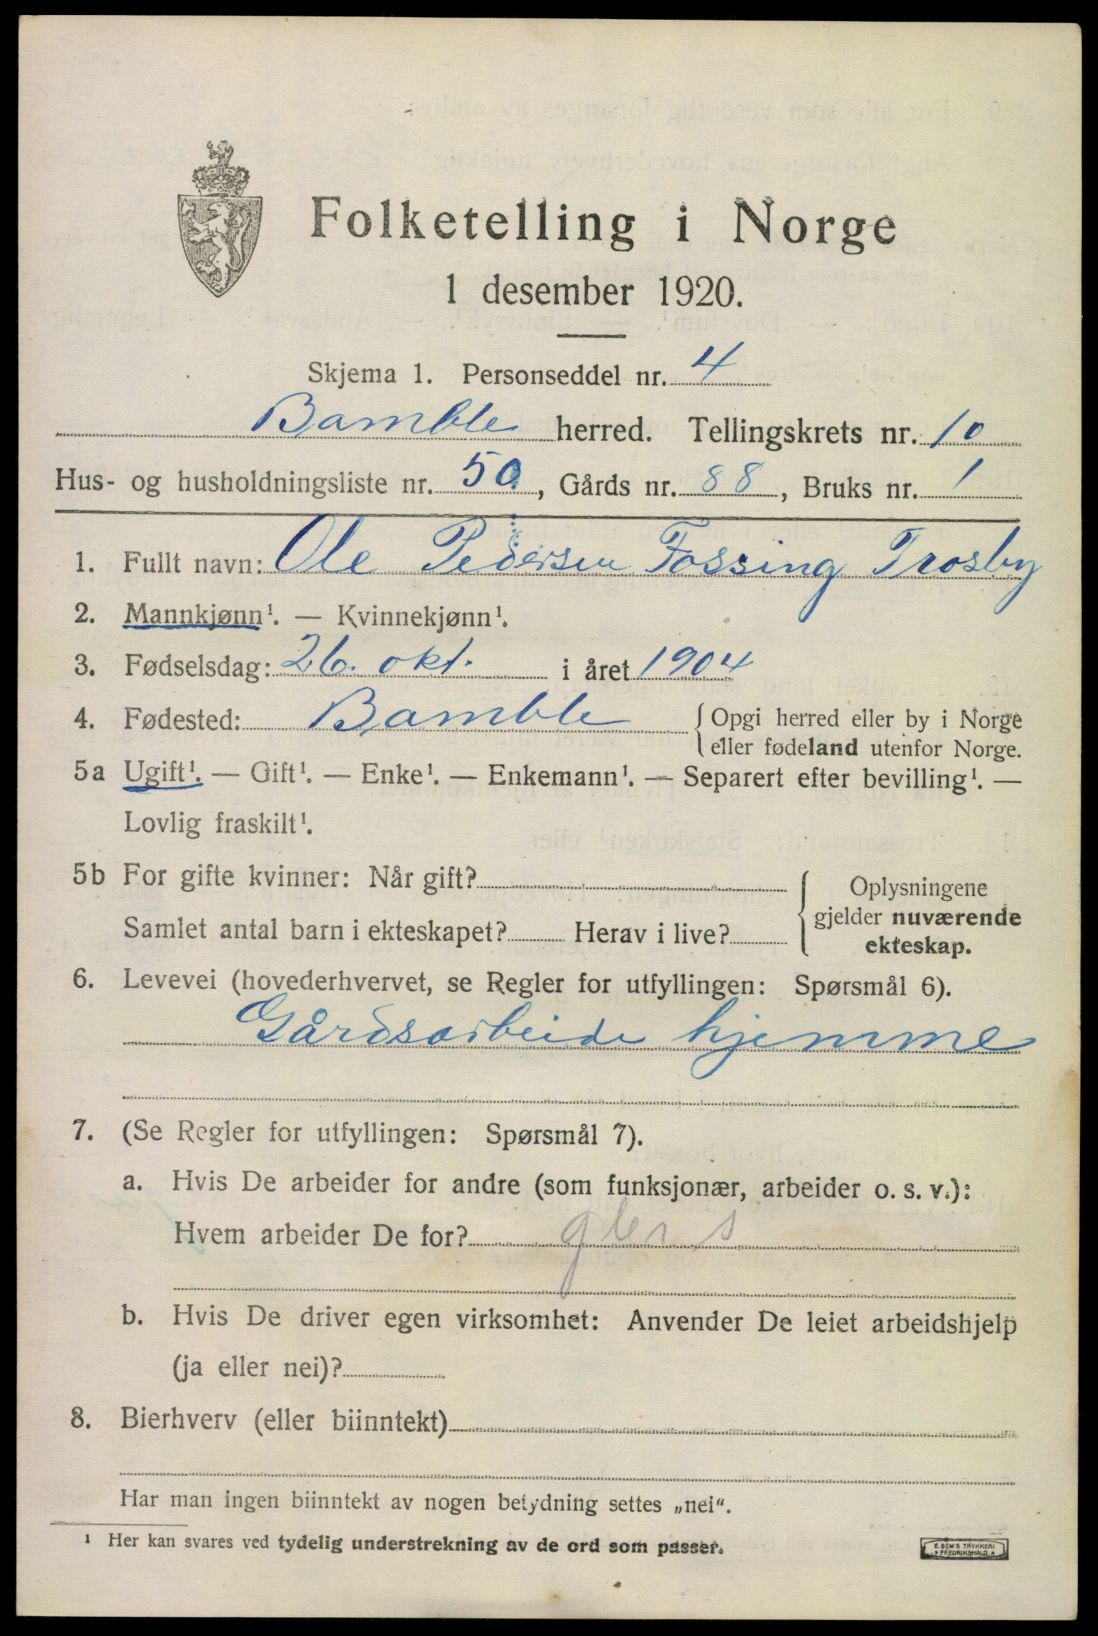 Folketelling i Norge
1 desember 1920.
Skjema 1. Personseddel nr. 4
Bamble herred. Tellingskrets nr. 10
Hus- og husholdningsliste nr. 50, Gårds nr. 88, Bruks nr. 1
1. Fullt navn: Ole Pedersen Fossing Trosby
2. Mannkjønn¹. — Kvinnekjønn¹.
3. Fødselsdag: 26. okt. i året 1904
4. Fødested: Bamble {Opgi herred eller by i Norge
eller fødeland utenfor Norge.
5a Ugift¹. — Gift¹. — Enke¹. — Enkemann¹. — Separert efter bevilling¹. —
Lovlig fraskilt¹.
5b For gifte kvinner: Når gift?
Samlet antal barn i ekteskapet? Herav i live?
{Oplysningene
gjelder nuværende
ekteskap.
6. Levevei (hovederhvervet, se Regler for utfyllingen: Spørsmål 6).
Gårdsarbeide hjemme
7. (Se Regler for utfyllingen: Spørsmål 7).
a. Hvis De arbeider for andre (som funksjonær, arbeider o. s. v.):
Hvem arbeider De for?
b. Hvis De driver egen virksomhet: Anvender De leiet arbeidshjelp
(ja eller nei)?
8. Bierhverv (eller biinntekt)
Har man ingen biinntekt av nogen betydning settes „nei“.
¹ Her kan svares ved tydelig understrekning av de ord som passer.
E. SEM'S TRYKKERI
FREDRIKSHALD